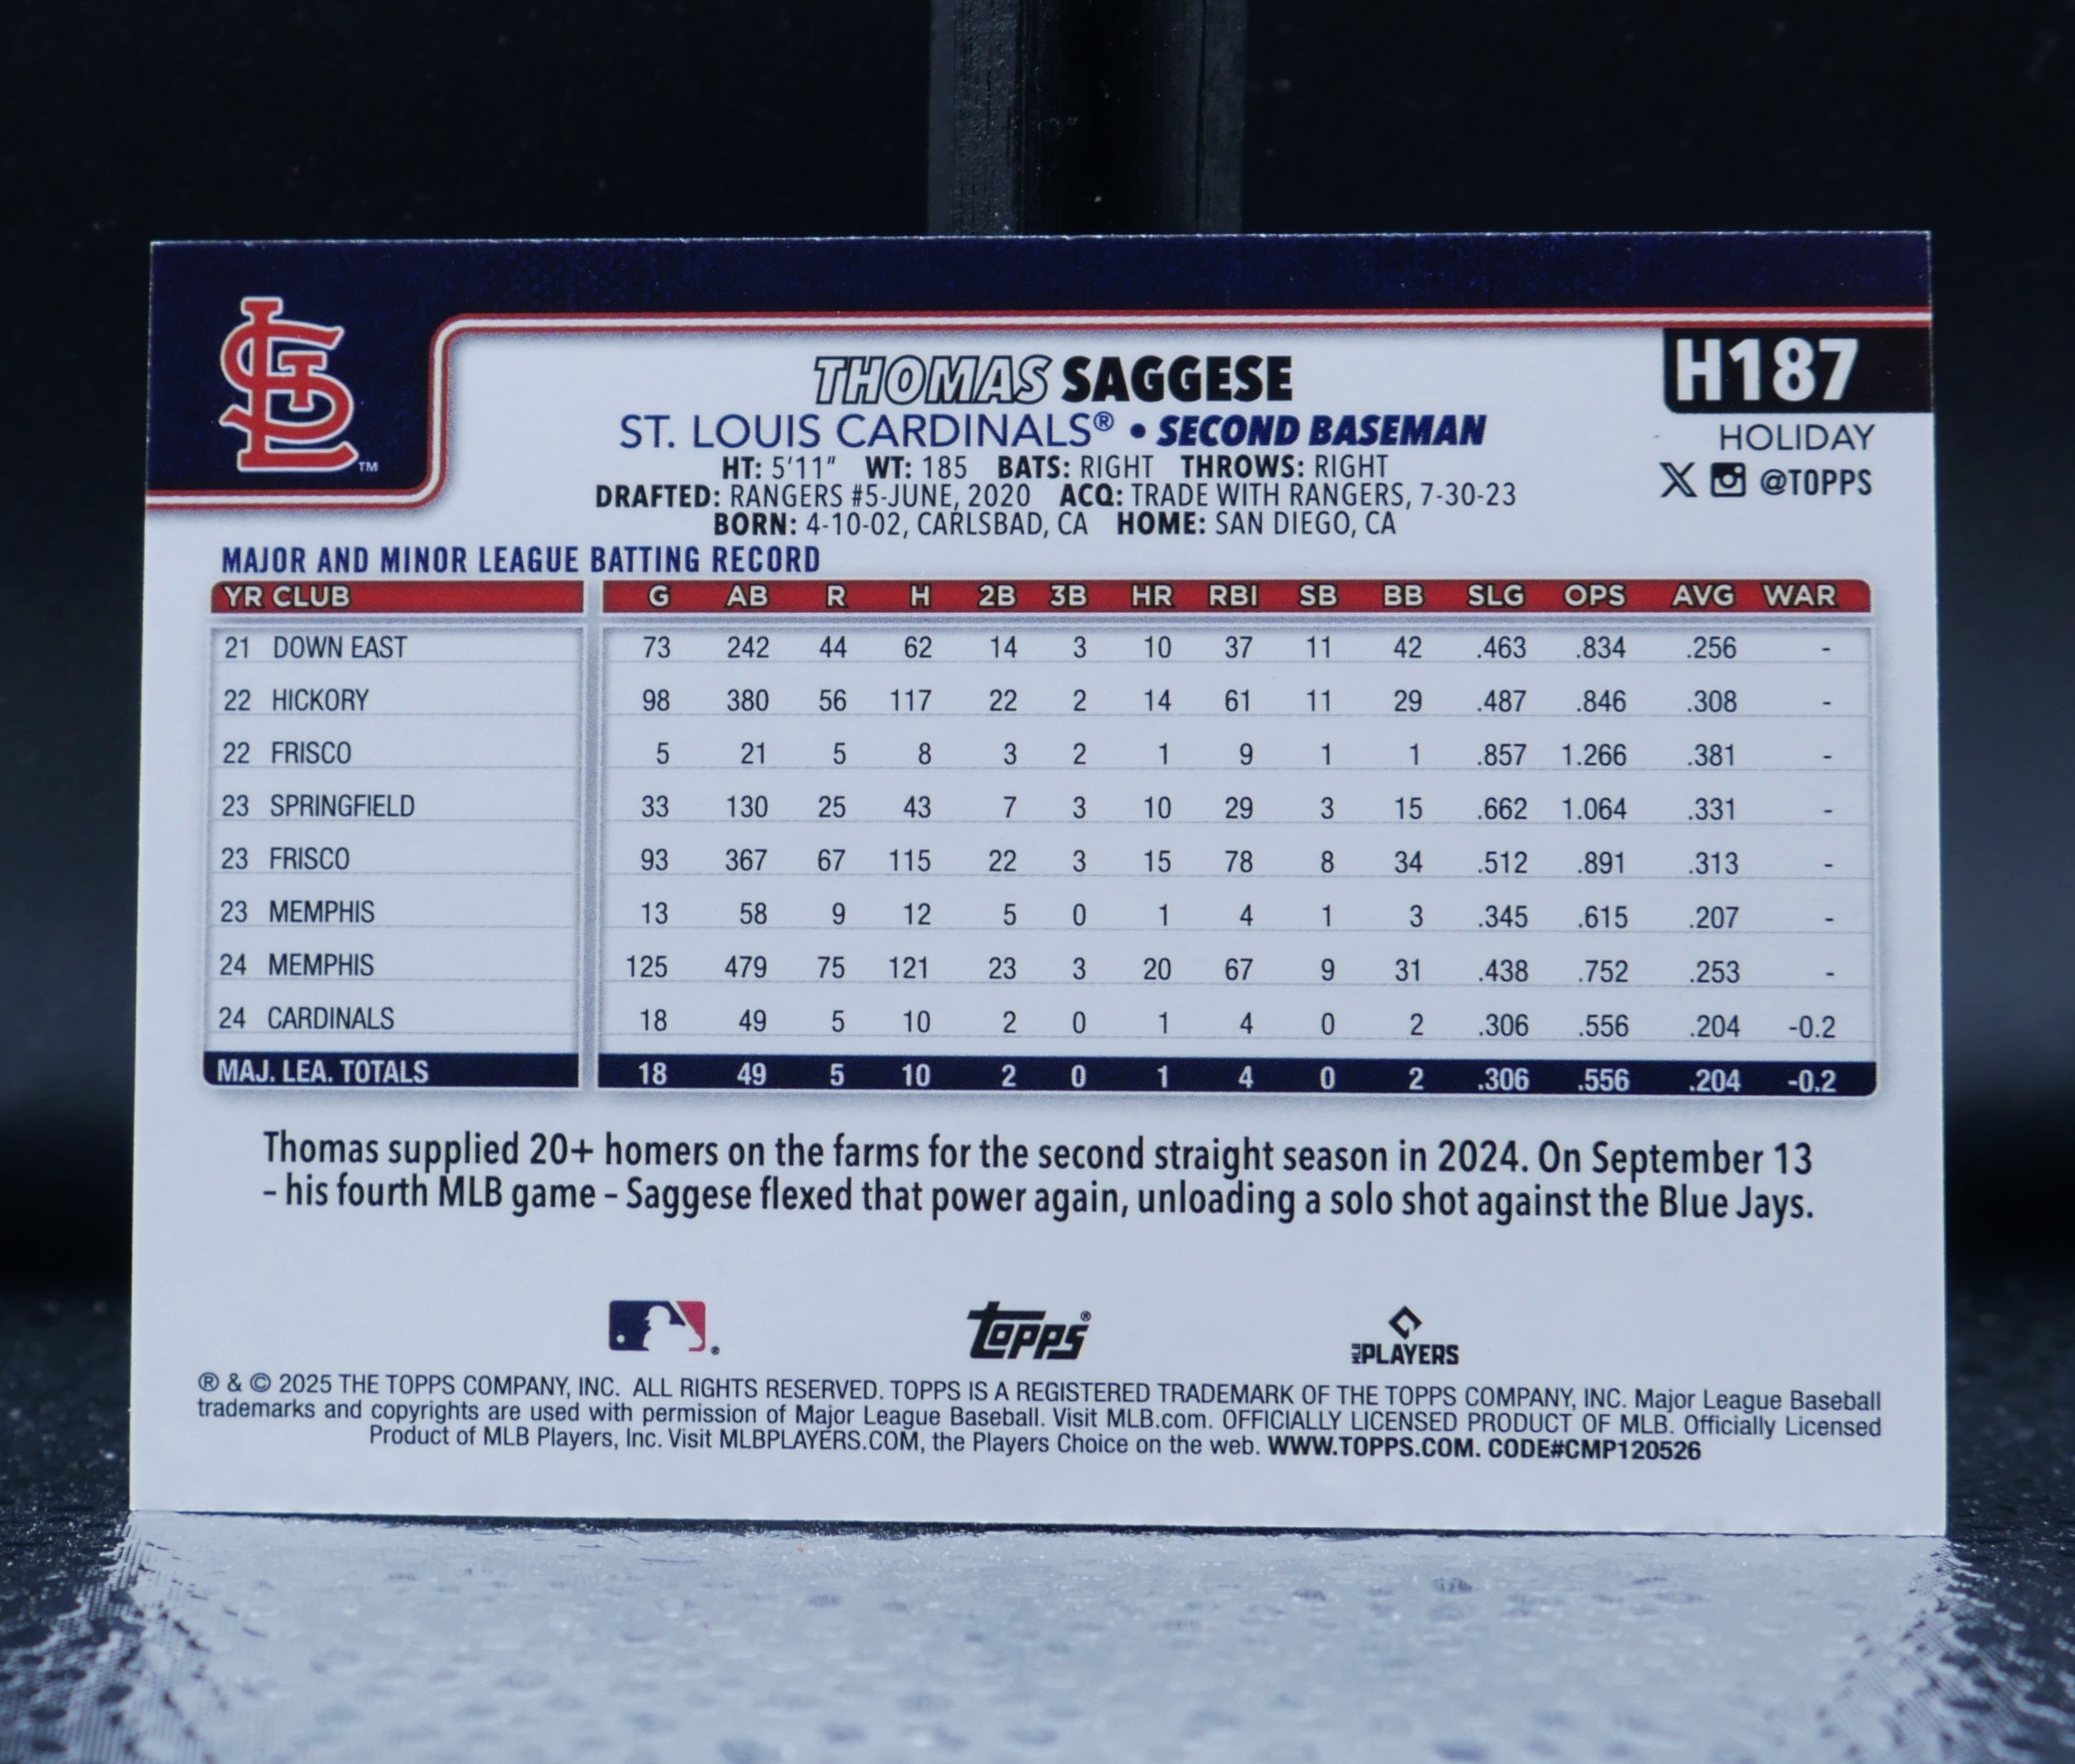 STL ™
THOMAS SAGGESE
H187
ST. LOUIS CARDINALS® • SECOND BASEMAN
HOLIDAY
HT: 5'11" WT: 185 BATS: RIGHT THROWS: RIGHT
X @TOPPS
DRAFTED: RANGERS #5-JUNE, 2020 ACQ: TRADE WITH RANGERS, 7-30-23
BORN: 4-10-02, CARLSBAD, CA HOME: SAN DIEGO, CA
MAJOR AND MINOR LEAGUE BATTING RECORD
YR CLUB G AB R H 2B 3B HR RBI SB BB SLG OPS AVG WAR
21 DOWN EAST 73 242 44 62 14 3 10 37 11 42 .463 .834 .256 -
22 HICKORY 98 380 56 117 22 2 14 61 11 29 .487 .846 .308 -
22 FRISCO 5 21 5 8 3 2 1 9 1 1 .857 1.266 .381 -
23 SPRINGFIELD 33 130 25 43 7 3 10 29 3 15 .662 1.064 .331 -
23 FRISCO 93 367 67 115 22 3 15 78 8 34 .512 .891 .313 -
23 MEMPHIS 13 58 9 12 5 0 1 4 1 3 .345 .615 .207 -
24 MEMPHIS 125 479 75 121 23 3 20 67 9 31 .438 .752 .253 -
24 CARDINALS 18 49 5 10 2 0 1 4 0 2 .306 .556 .204 -0.2
MAJ. LEA. TOTALS 18 49 5 10 2 0 1 4 0 2 .306 .556 .204 -0.2
Thomas supplied 20+ homers on the farms for the second straight season in 2024. On September 13
– his fourth MLB game – Saggese flexed that power again, unloading a solo shot against the Blue Jays.
® Topps® MLB PLAYERS
® & © 2025 THE TOPPS COMPANY, INC. ALL RIGHTS RESERVED. TOPPS IS A REGISTERED TRADEMARK OF THE TOPPS COMPANY, INC. Major League Baseball
trademarks and copyrights are used with permission of Major League Baseball. Visit MLB.com. OFFICIALLY LICENSED PRODUCT OF MLB. Officially Licensed
Product of MLB Players, Inc. Visit MLBPLAYERS.COM, the Players Choice on the web. WWW.TOPPS.COM. CODE#CMP120526